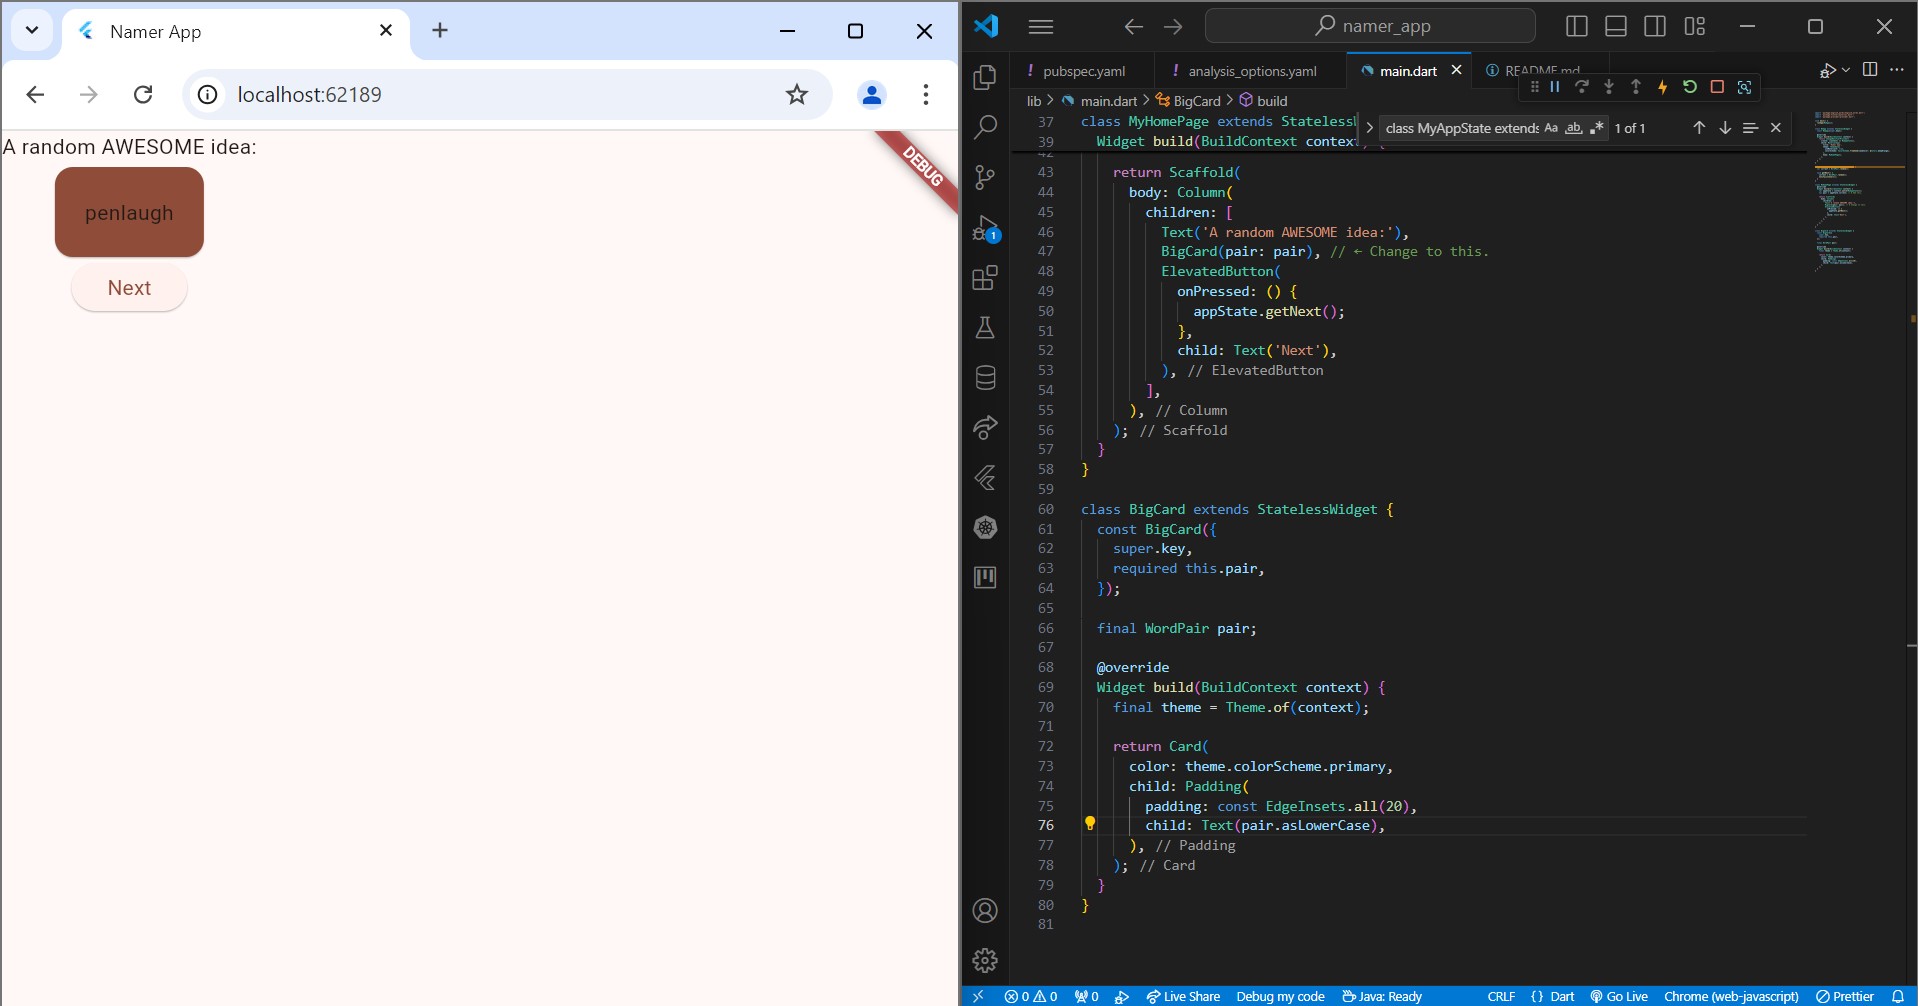 Namer App
localhost:62189
A random AWESOME idea:
DEBUG
penlaugh
Next
namer_app
! pubspec.yaml
! analysis_options.yaml
main.dart
README.md
lib > main.dart > BigCard > build
class MyAppState extends Aa ab 1 of 1
1
37 class MyHomePage extends Stateless
39 Widget build(BuildContext context) {
42
43 return Scaffold(
44 body: Column(
45 children: [
46 Text('A random AWESOME idea:'),
47 BigCard(pair: pair), // ← Change to this.
48 ElevatedButton(
49 onPressed: () {
50 appState.getNext();
51 },
52 child: Text('Next'),
53 ), // ElevatedButton
54 ],
55 ), // Column
56 ); // Scaffold
57 }
58 }
59
60 class BigCard extends StatelessWidget {
61 const BigCard({
62 super.key,
63 required this.pair,
64 });
65
66 final WordPair pair;
67
68 @override
69 Widget build(BuildContext context) {
70 final theme = Theme.of(context);
71
72 return Card(
73 color: theme.colorScheme.primary,
74 child: Padding(
75 padding: const EdgeInsets.all(20),
76 child: Text(pair.asLowerCase),
77 ), // Padding
78 ); // Card
79 }
80 }
81
0 0 0 Live Share Debug my code Java: Ready CRLF {} Dart Go Live Chrome (web-javascript) Prettier